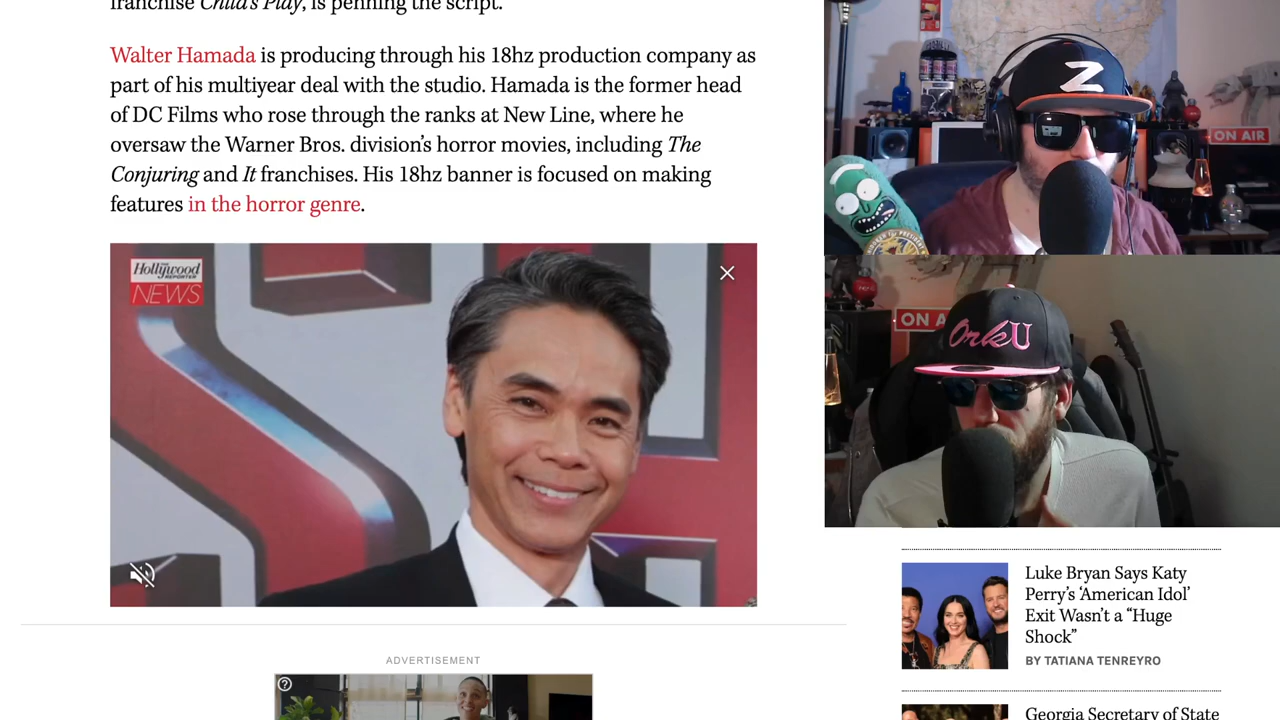 franchise Child's Play, is penning the script.
Walter Hamada is producing through his 18hz production company as
part of his multiyear deal with the studio. Hamada is the former head
of DC Films who rose through the ranks at New Line, where he
oversaw the Warner Bros. division's horror movies, including The
Conjuring and It franchises. His 18hz banner is focused on making
features in the horror genre.
THE
Hollywood
REPORTER
NEWS
ADVERTISEMENT
Z
ON AIR
ON A
OrkU
Luke Bryan Says Katy
Perry's ‘American Idol’
Exit Wasn't a “Huge
Shock”
BY TATIANA TENREYRO
Georgia Secretary of State